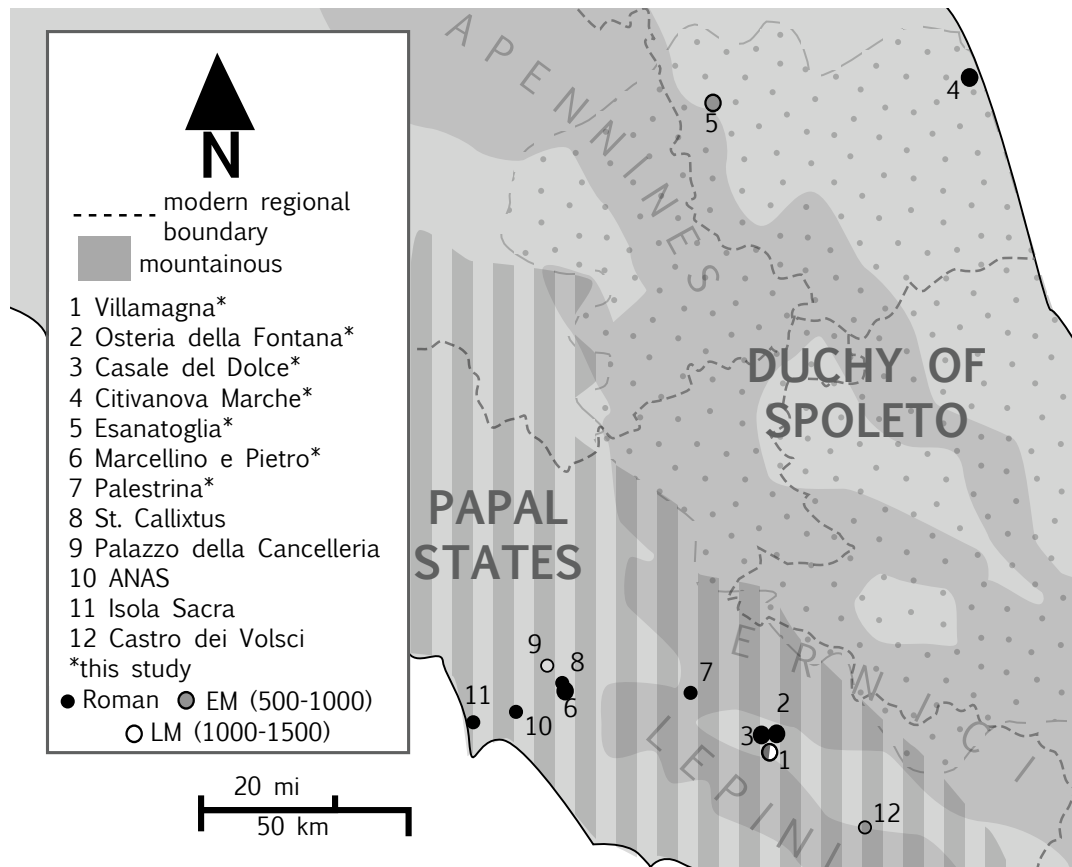 N
modern regional
boundary
mountainous
1 Villamagna*
2 Osteria della Fontana*
3 Casale del Dolce*
4 Citivanova Marche*
5 Esanatoglia*
6 Marcellino e Pietro*
7 Palestrina*
8 St. Callixtus
9 Palazzo della Cancelleria
10 ANAS
11 Isola Sacra
12 Castro dei Volsci
*this study
Roman EM (500-1000)
LM (1000-1500)
20 mi
50 km
APENNINES
4
5
DUCHY OF
SPOLETO
PAPAL
STATES
ERNICI
LEPINI
9
8
7
11
6
10
2
3
1
12